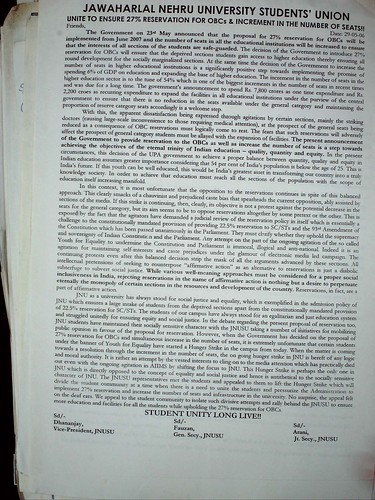 JAWAHARLAL NEHRU UNIVERSITY STUDENTS' UNION
UNITE TO ENSURE 27% RESERVATION FOR OBCs & INCREMENT IN THE NUMBER OF SEATS!!
Date: 29-05-06
Friends,
The Government on 23rd May announced that the proposal for 27% reservation for OBCs will be
implemented from June 2007 and the number of seats in all the educational institutions will be increased to ensure
that the interests of all sections of the students are safe-guarded. The decision of the Government to introduce 27%
reservation for OBCs will ensure that the deprived sections gain access to higher education thereby ensuring all
round development for the socially marginalized sections. At the same time the decision of the Government to increase the
number of seats in higher educational institutions is a significantly positive step towards implementing the promise of
spending 6% of GDP on education and expanding the base of higher education. The increment in the number of seats in the
higher education sector is to the tune of 54% which is one of the biggest increments in the number of seats in recent times
and was due for a long time. The government's announcement to spend Rs. 7,800 crores as one time expenditure and Rs.
2,200 crores as recurring expenditure to expand the facilities in all educational institutions under the purview of the central
government to ensure that there is no reduction in the seats available under the general category and maintaining the
proportion of reserve category seats accordingly is a welcome step.
With this, the apparent dissatisfaction being expressed through agitations by certain sections, mainly the striking
doctors (causing large-scale inconvenience to those requiring medical attention), at the prospect of the general seats being
reduced as a consequence of OBC reservations must logically come to rest. The fears that such reservations will adversely
affect the prospect of general category students must be allayed with the expansion of facilities. The present announcement
of the Government to provide reservation to the OBCs as well as increase the number of seats is a step towards
achieving the objectives of the eternal trinity of Indian education – quality, quantity and equity. In the present
circumstances, this decision of UPA government to achieve a proper balance between quantity, quality and equity in
Indian education assumes greater importance considering that 54 per cent of India's population is below the age of 25. This is
India's future. If this youth can be well educated, this would be India's greatest asset in transforming our country into a truly
knowledge society. In order to achieve that education must reach all the sections of the population with the scope of
education itself increasing manifold.
In this context, it is most unfortunate that the opposition to the reservations continues in spite of this balanced
approach. This clearly smacks of a chauvinist and prejudiced caste bias that spearheads the current opposition, ably assisted by
sections of the media. If this strike is continuing, then, clearly, its objective is not a protest against the potential decrease in the
seats for the general category, but its aim seems to be to oppose reservations altogether by some pretext or the other. This is
exposed by the fact that the agitators have demanded a judicial review of the reservation policy in itself which is essentially a
challenge to the constitutionally mandated provision of providing 22.5% reservation to SC/STs and the 93rd Amendment of
the Constitution which has been passed unanimously in the Parliament. They must clearly whether they accept the supremacy
and sovereignty of Indian Constitution and the Parliament. Any attempt on the part of the ongoing agitation of the so called
Youth for Equality to undermine the Constitution and Parliament is immoral, illegal and anti-national. Indeed it is an
agitation for maintaining self-interests and caste prejudices under the glamour of electronic media led campaigns. The
continuing protests even after this balanced decision strip the mask of all the arguments advanced by these sections. All
intellectual pretensions of seeking to reinterpret "affirmative action" as an alternative to reservations is just a diabolic
subterfuge to subvert social justice. While various well-meaning approaches must be considered for a proper social
inclusiveness in India, rejecting reservations in the name of affirmative action is nothing but a desire to perpetuate
eternally the monopoly of certain sections in the resources and development of the country. Reservations, in fact, are a
part of affirmative action.
JNU as a university has always stood for social justice and equality, which is exemplified in the admission policy of
JNU which ensures a large intake of students from the deprived sections apart from the constitutionally mandated provision
of 22.5% reservation for SC/STs. The students of our campus have always stood for an egalitarian and just education system
and struggled unitedly for ensuring equity and social justice. In the debate regarding the present proposal of reservation too,
JNU students have maintained their socially sensitive character with the JNUSU taking a number of initiatives for mobilizing
public opinion in favour of the proposal for reservation. However, when the Government has decided on the proposal of
27% reservation for OBCs and simultaneous increase in the number of seats, it is extremely unfortunate that certain students
under the banner of Youth for Equality have started a Hunger Strike in the campus from today. When the matter is coming
towards a resolution through the increment in the number of seats, the on going hunger strike in JNU is bereft of any logic
and moral authority. It is rather an attempt by the vested interests to cling on to the media attention which has practically died
out even with the ongoing agitation in AIIMS by shifting the focus to JNU. This Hunger Strike is perhaps the first one in
JNU which is directly opposed to the concept of equality and social justice and hence is antithetical to the socially sensitive
character of JNU. The JNUSU representatives met the students and appealed to them to lift the Hunger Strike which will
divide the student community at a time when there is a need to unite the students and persuasive the Administration to
implement 27% reservation and increase the number of seats and infrastructure in the university. No surprise, the appeal fell
on the deaf ears. We appeal to the student community to isolate such divisive attempts and rally behind the JNUSU to ensure
more education and facilities for all the students while upholding the 27% reservation for OBCs.
STUDENT UNITY LONG LIVE!!
Sd/- Sd/- Sd/-
Dhananjay, Pauran, Arani,
Vice-President, JNUSU Gen. Secy., JNUSU Jt. Secy., JNUSU